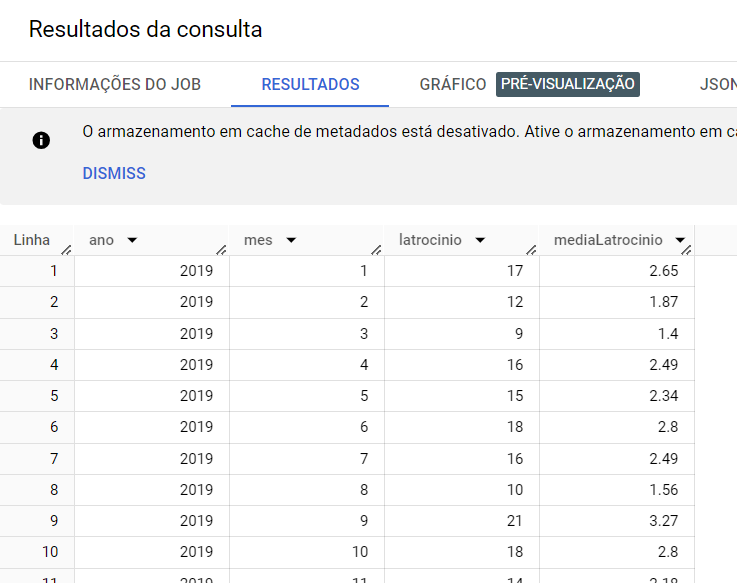 Resultados da consulta
INFORMAÇÕES DO JOB RESULTADOS GRÁFICO PRÉ-VISUALIZAÇÃO JSON
O armazenamento em cache de metadados está desativado. Ative o armazenamento em
DISMISS
Linha ano mes latrocinio mediaLatrocinio
1 2019 1 17 2.65
2 2019 2 12 1.87
3 2019 3 9 1.4
4 2019 4 16 2.49
5 2019 5 15 2.34
6 2019 6 18 2.8
7 2019 7 16 2.49
8 2019 8 10 1.56
9 2019 9 21 3.27
10 2019 10 18 2.8
11 2019 11 14 2.18